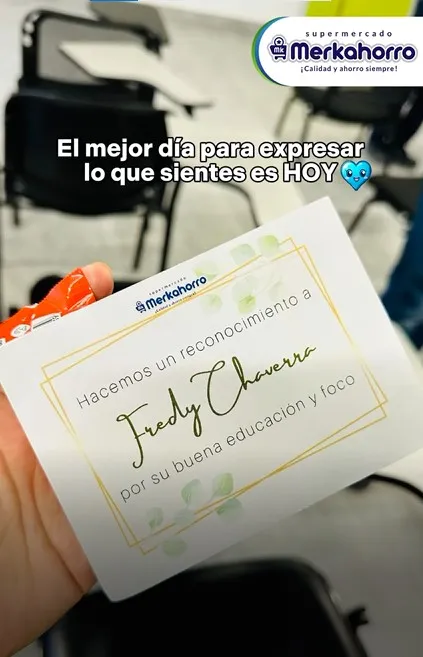 supermercado
Mk Merkahorro
¡Calidad y ahorro siempre!
El mejor día para expresar
lo que sientes es HOY
supermercado
Merkahorro
Hacemos un reconocimiento a
Fredy Chaverra
por su buena educación y foco